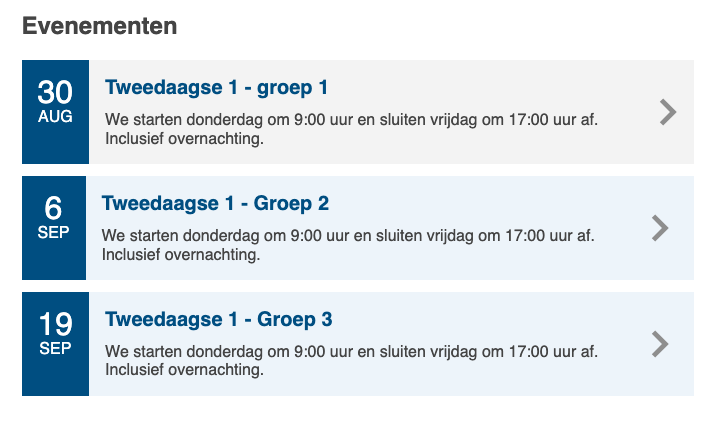 Evenementen
30
AUG
Tweedaagse 1 - groep 1
We starten donderdag om 9:00 uur en sluiten vrijdag om 17:00 uur af.
Inclusief overnachting.
6
SEP
Tweedaagse 1 - Groep 2
We starten donderdag om 9:00 uur en sluiten vrijdag om 17:00 uur af.
Inclusief overnachting.
19
SEP
Tweedaagse 1 - Groep 3
We starten donderdag om 9:00 uur en sluiten vrijdag om 17:00 uur af.
Inclusief overnachting.